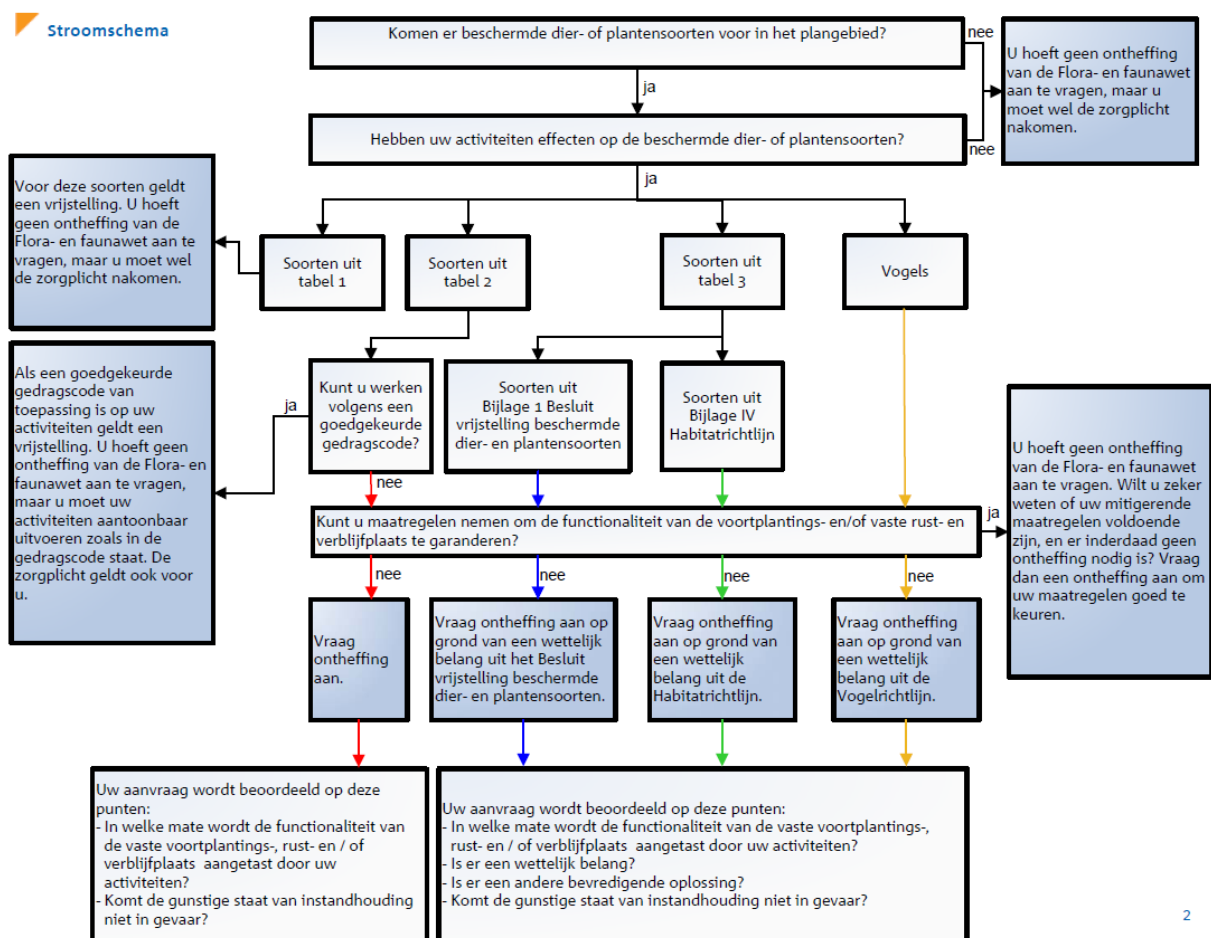 Stroomschema
Komen er beschermde dier- of plantensoorten voor in het plangebied?
nee
U hoeft geen ontheffing
van de Flora- en faunawet
aan te vragen, maar u
moet wel de zorgplicht
nakomen.
ja
Hebben uw activiteiten effecten op de beschermde dier- of plantensoorten?
nee
ja
Voor deze soorten geldt
een vrijstelling. U hoeft
geen ontheffing van de
Flora- en faunawet aan te
vragen, maar u moet wel
de zorgplicht nakomen.
Soorten uit
tabel 1
Soorten uit
tabel 2
Soorten uit
tabel 3
Vogels
Als een goedgekeurde
gedragscode van
toepassing is op uw
activiteiten geldt een
vrijstelling. U hoeft geen
ontheffing van de Flora- en
faunawet aan te vragen,
maar u moet uw
activiteiten aantoonbaar
uitvoeren zoals in de
gedragscode staat. De
zorgplicht geldt ook voor
u.
ja
Kunt u werken
volgens een
goedgekeurde
gedragscode?
Soorten uit
Bijlage 1 Besluit
vrijstelling beschermde
dier- en plantensoorten
Soorten uit
Bijlage IV
Habitatrichtlijn
nee
Kunt u maatregelen nemen om de functionaliteit van de voortplantings- en/of vaste rust- en
verblijfplaats te garanderen?
ja
U hoeft geen ontheffing
van de Flora- en faunawet
aan te vragen. Wilt u zeker
weten of uw mitigerende
maatregelen voldoende
zijn, en er inderdaad geen
ontheffing nodig is? Vraag
dan een ontheffing aan om
uw maatregelen goed te
keuren.
nee
nee
nee
nee
Vraag
ontheffing
aan.
Vraag ontheffing aan op
grond van een wettelijk
belang uit het Besluit
vrijstelling beschermde
dier- en plantensoorten.
Vraag ontheffing
aan op grond van
een wettelijk
belang uit de
Habitatrichtlijn.
Vraag ontheffing
aan op grond van
een wettelijk
belang uit de
Vogelrichtlijn.
Uw aanvraag wordt beoordeeld op deze
punten:
- In welke mate wordt de functionaliteit van
de vaste voortplantings-, rust- en / of
verblijfplaats aangetast door uw
activiteiten?
- Komt de gunstige staat van instandhouding
niet in gevaar?
Uw aanvraag wordt beoordeeld op deze punten:
- In welke mate wordt de functionaliteit van de vaste voortplantings-,
rust- en / of verblijfplaats aangetast door uw activiteiten?
- Is er een wettelijk belang?
- Is er een andere bevredigende oplossing?
- Komt de gunstige staat van instandhouding niet in gevaar?
2